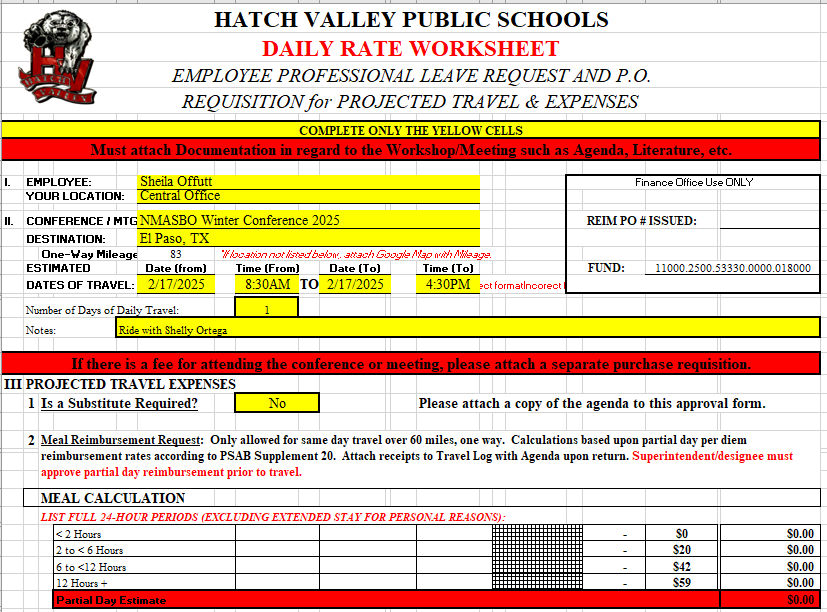 HATCH VALLEY PUBLIC SCHOOLS
DAILY RATE WORKSHEET
EMPLOYEE PROFESSIONAL LEAVE REQUEST AND P.O.
REQUISITION for PROJECTED TRAVEL & EXPENSES
COMPLETE ONLY THE YELLOW CELLS
Must attach Documentation in regard to the Workshop/Meeting such as Agenda, Literature, etc.
I. EMPLOYEE: Sheila Offutt Finance Office Use ONLY
YOUR LOCATION: Central Office
II. CONFERENCE / MTG NMASBO Winter Conference 2025 REIM PO # ISSUED:
DESTINATION: El Paso, TX
One-Way Mileage 83 *If location not listed below, attach Google Map with Mileage.
ESTIMATED Date (from) Time (From) Date (To) Time (To) FUND: 11000.2500.53330.0000.018000
DATES OF TRAVEL: 2/17/2025 8:30AM TO 2/17/2025 4:30PM ect formatIncorect f
Number of Days of Daily Travel: 1
Notes: Ride with Shelly Ortega
If there is a fee for attending the conference or meeting, please attach a separate purchase requisition.
III PROJECTED TRAVEL EXPENSES
1 Is a Substitute Required? No Please attach a copy of the agenda to this approval form.
2 Meal Reimbursement Request: Only allowed for same day travel over 60 miles, one way. Calculations based upon partial day per diem
reimbursement rates according to PSAB Supplement 20. Attach receipts to Travel Log with Agenda upon return. Superintendent/designee must
approve partial day reimbursement prior to travel.
MEAL CALCULATION
LIST FULL 24-HOUR PERIODS (EXCLUDING EXTENDED STAY FOR PERSONAL REASONS):
< 2 Hours - $0 $0.00
2 to < 6 Hours - $20 $0.00
6 to <12 Hours - $42 $0.00
12 Hours + - $59 $0.00
Partial Day Estimate $0.00